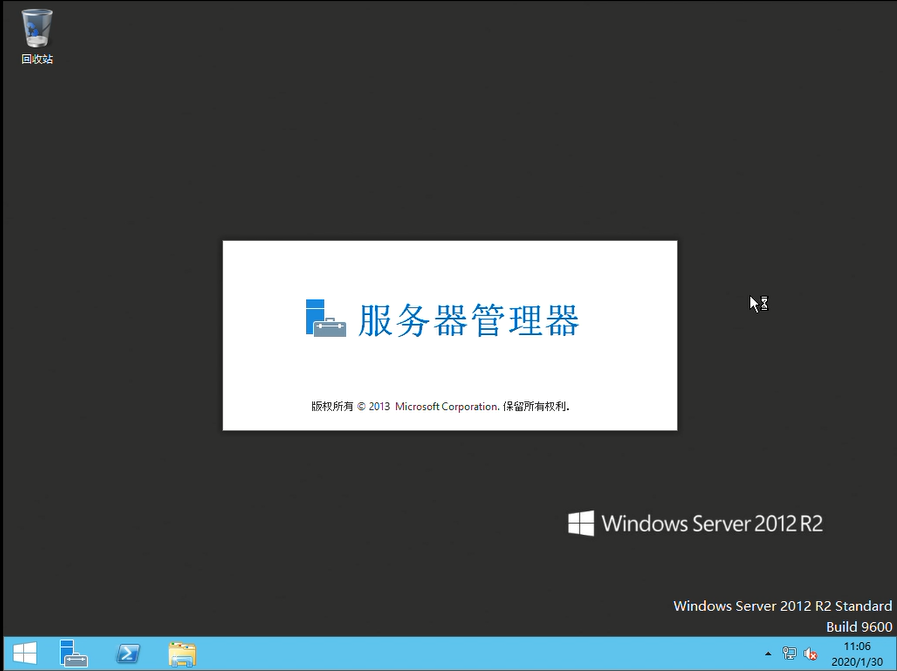 回收站
服务器管理器
版权所有 © 2013 Microsoft Corporation. 保留所有权利。
Windows Server 2012 R2
Windows Server 2012 R2 Standard
Build 9600
11:06
2020/1/30